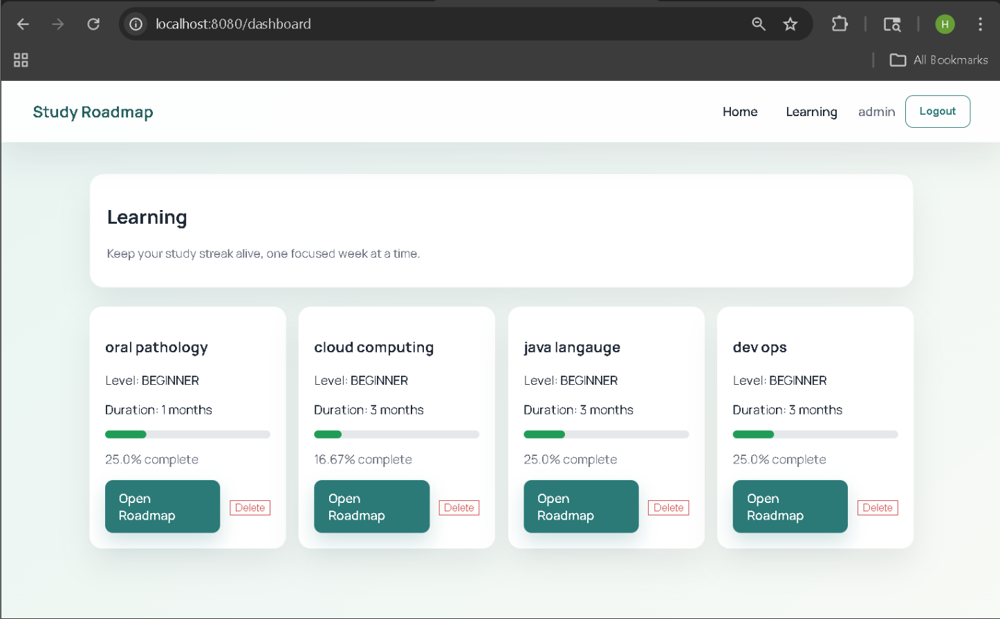 localhost:8080/dashboard
H
All Bookmarks
Study Roadmap
Home
Learning
admin
Logout
Learning
Keep your study streak alive, one focused week at a time.
oral pathology
Level: BEGINNER
Duration: 1 months
25.0% complete
Open
Roadmap
Delete
cloud computing
Level: BEGINNER
Duration: 3 months
16.67% complete
Open
Roadmap
Delete
java langauge
Level: BEGINNER
Duration: 3 months
25.0% complete
Open
Roadmap
Delete
dev ops
Level: BEGINNER
Duration: 3 months
25.0% complete
Open
Roadmap
Delete